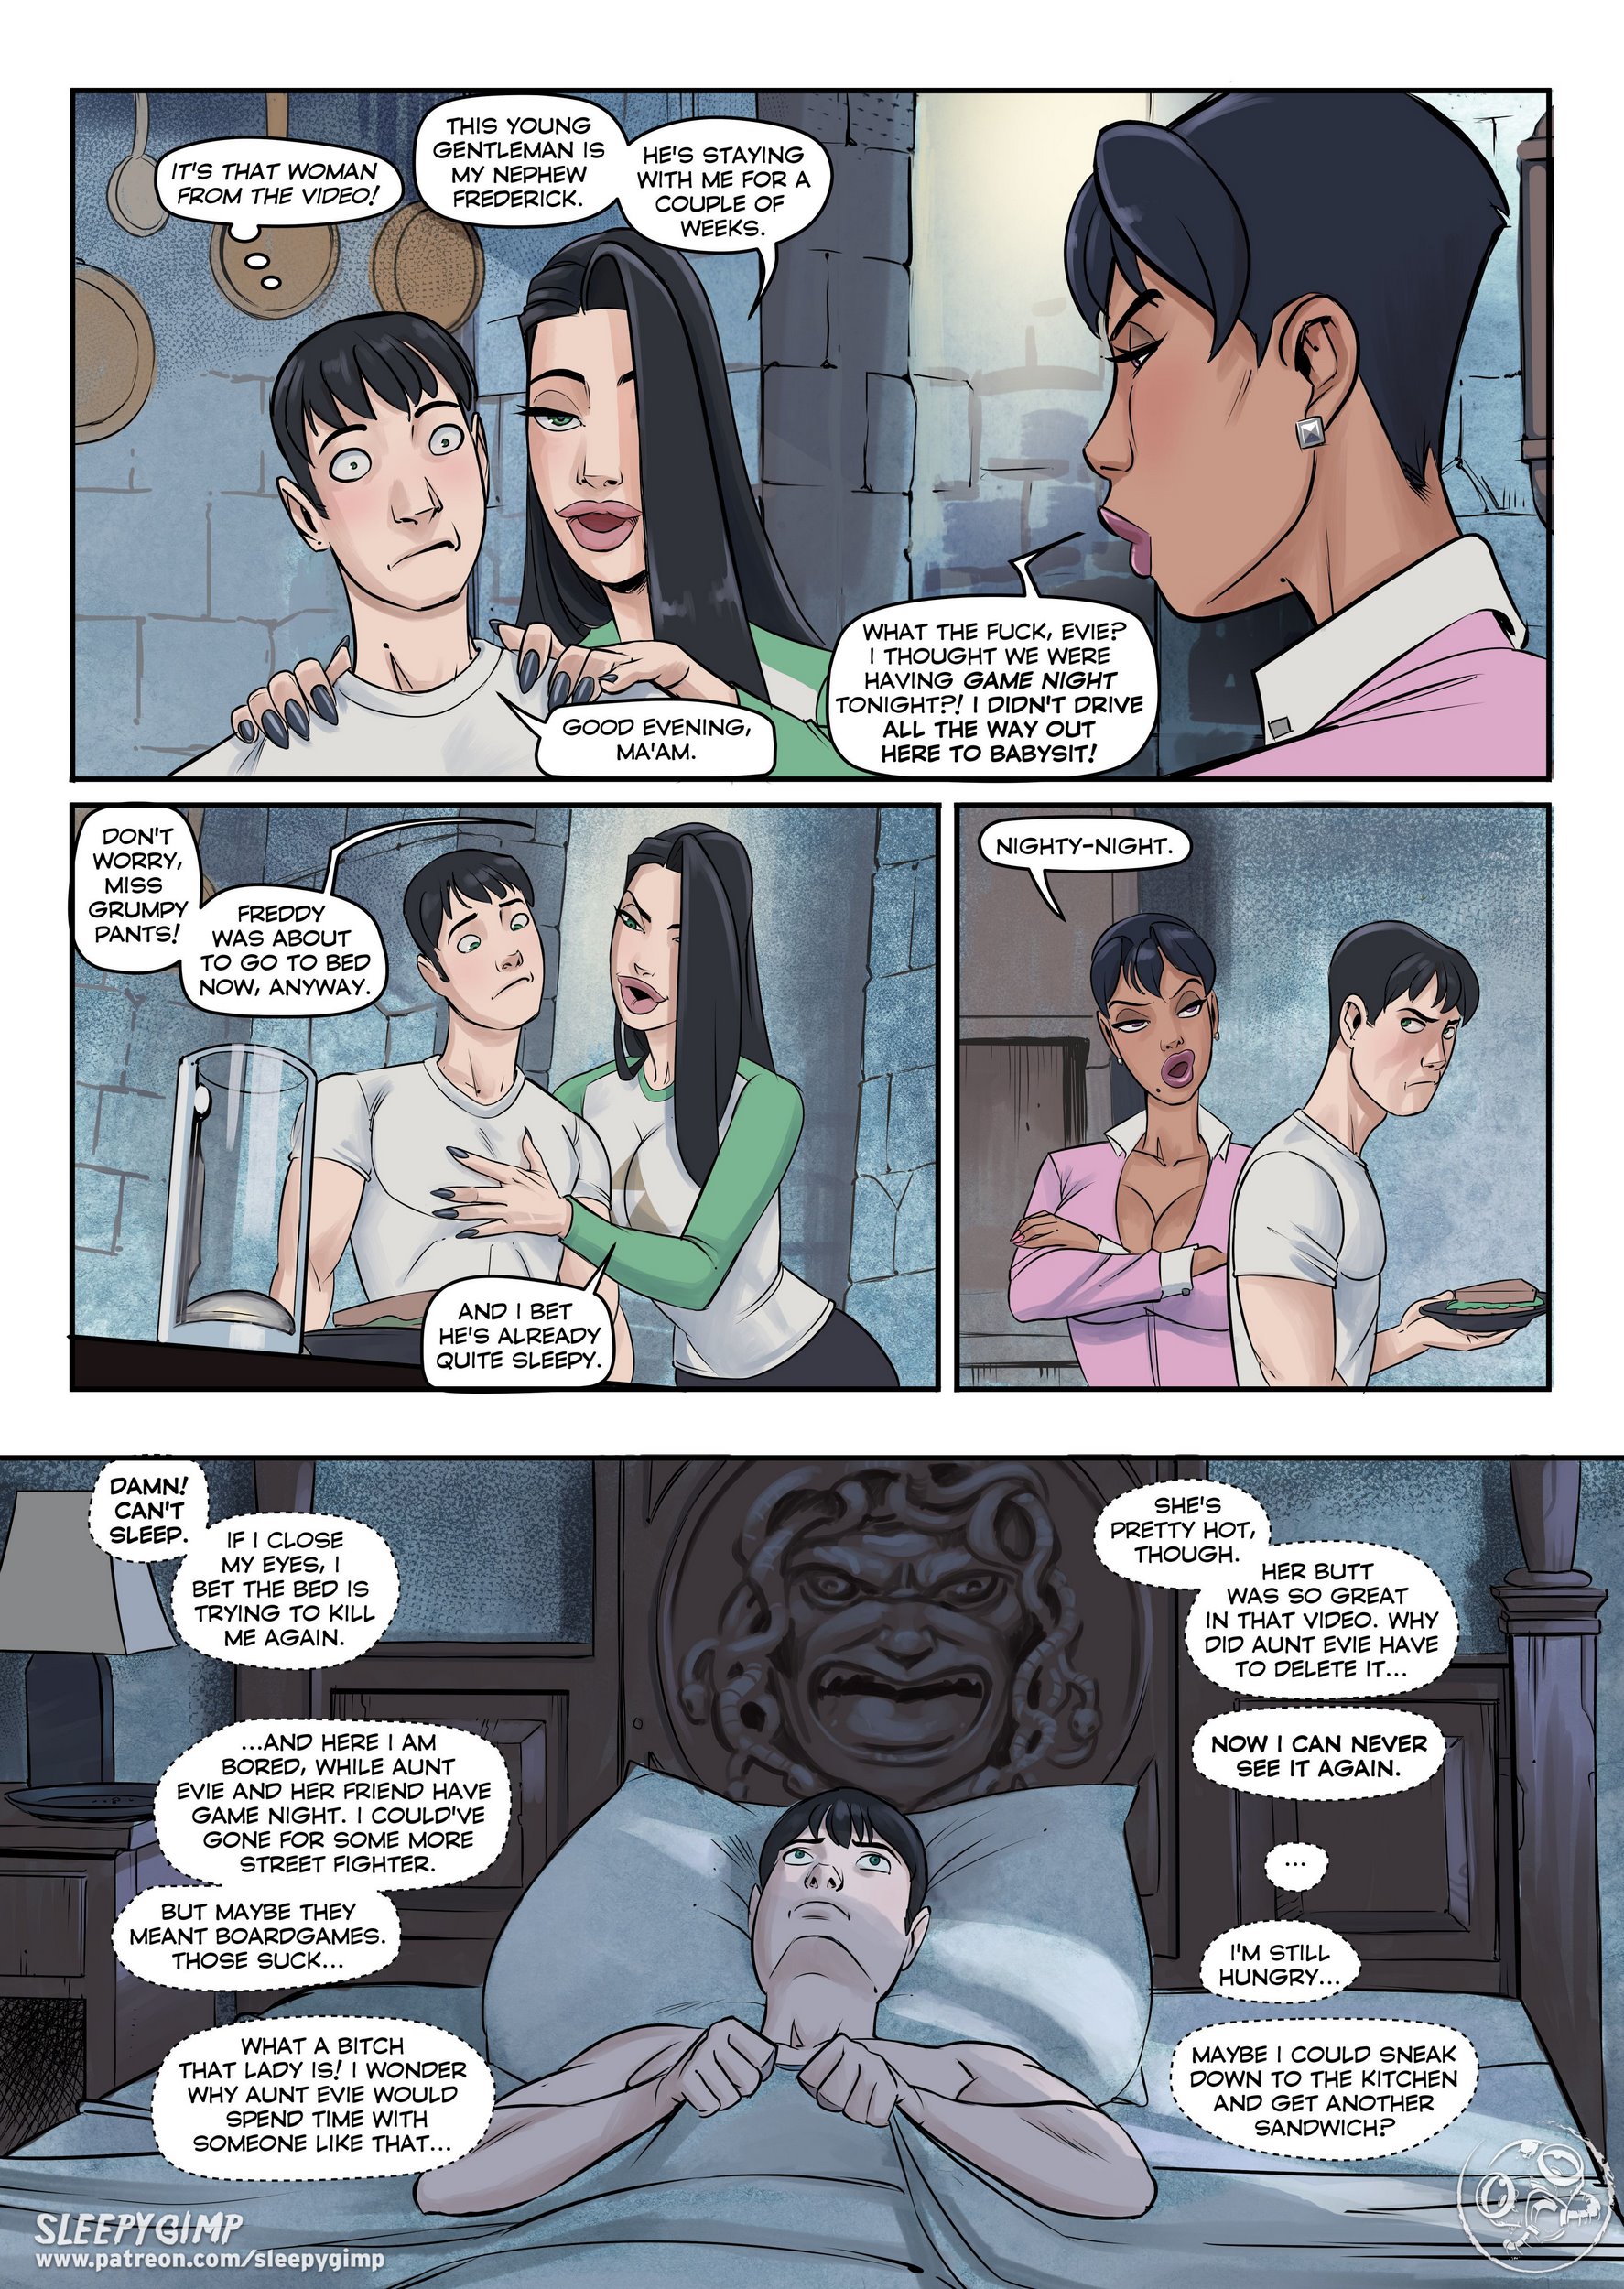 IT'S THAT WOMAN
FROM THE VIDEO!
THIS YOUNG
GENTLEMAN IS
MY NEPHEW
FREDERICK.
HE'S STAYING
WITH ME FOR A
COUPLE OF
WEEKS.
GOOD EVENING,
MA'AM.
WHAT THE FUCK, EVIE?
I THOUGHT WE WERE
HAVING GAME NIGHT
TONIGHT?! I DIDN'T DRIVE
ALL THE WAY OUT
HERE TO BABYSIT!
DON'T
WORRY,
MISS
GRUMPY
PANTS!
FREDDY
WAS ABOUT
TO GO TO BED
NOW, ANYWAY.
AND I BET
HE'S ALREADY
QUITE SLEEPY.
NIGHTY-NIGHT.
DAMN!
CAN'T
SLEEP.
IF I CLOSE
MY EYES, I
BET THE BED IS
TRYING TO KILL
ME AGAIN.
...AND HERE I AM
BORED, WHILE AUNT
EVIE AND HER FRIEND HAVE
GAME NIGHT. I COULD'VE
GONE FOR SOME MORE
STREET FIGHTER.
BUT MAYBE THEY
MEANT BOARDGAMES.
THOSE SUCK...
WHAT A BITCH
THAT LADY IS! I WONDER
WHY AUNT EVIE WOULD
SPEND TIME WITH
SOMEONE LIKE THAT...
SHE'S
PRETTY HOT,
THOUGH.
HER BUTT
WAS SO GREAT
IN THAT VIDEO. WHY
DID AUNT EVIE HAVE
TO DELETE IT...
NOW I CAN NEVER
SEE IT AGAIN.
...
I'M STILL
HUNGRY...
MAYBE I COULD SNEAK
DOWN TO THE KITCHEN
AND GET ANOTHER
SANDWICH?
SLEEPYGIMP
www.patreon.com/sleepygimp